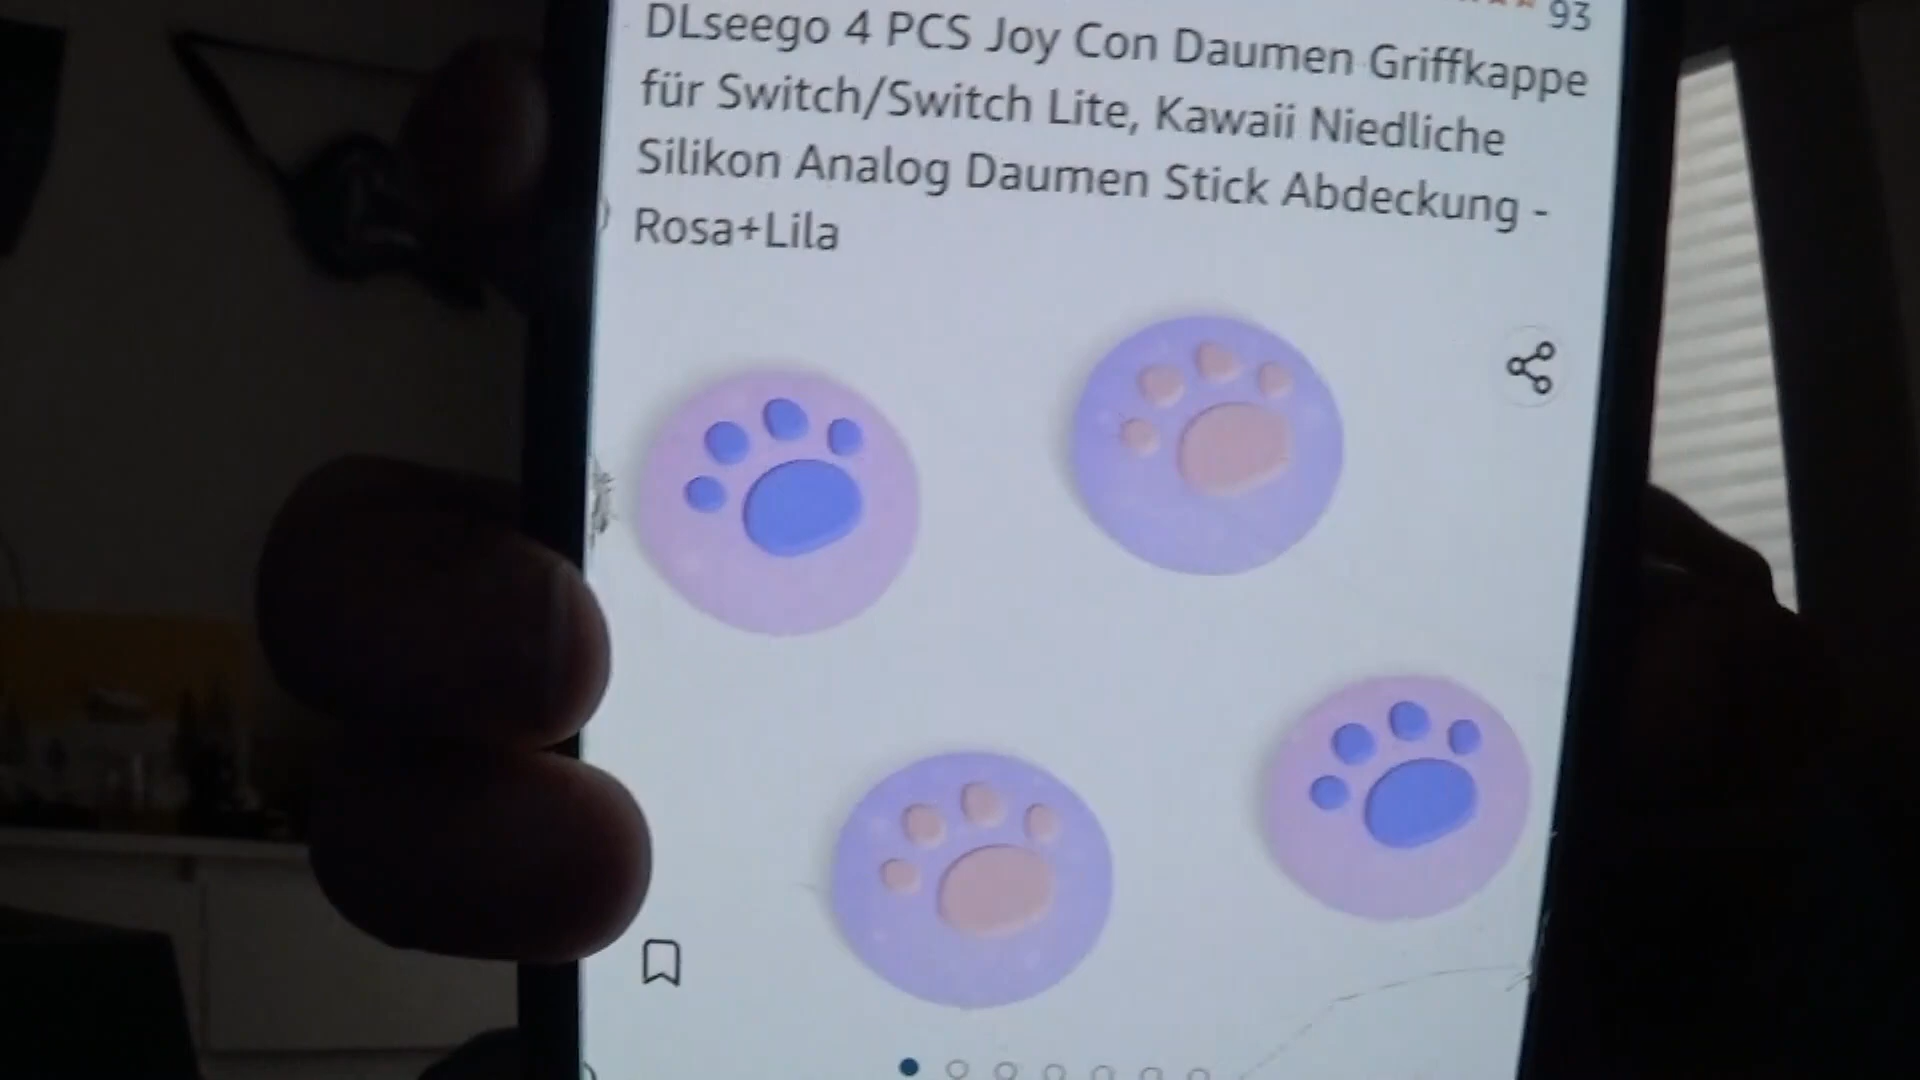 93
DLseego 4 PCS Joy Con Daumen Griffkappe
für Switch/Switch Lite, Kawaii Niedliche
Silikon Analog Daumen Stick Abdeckung -
Rosa+Lila